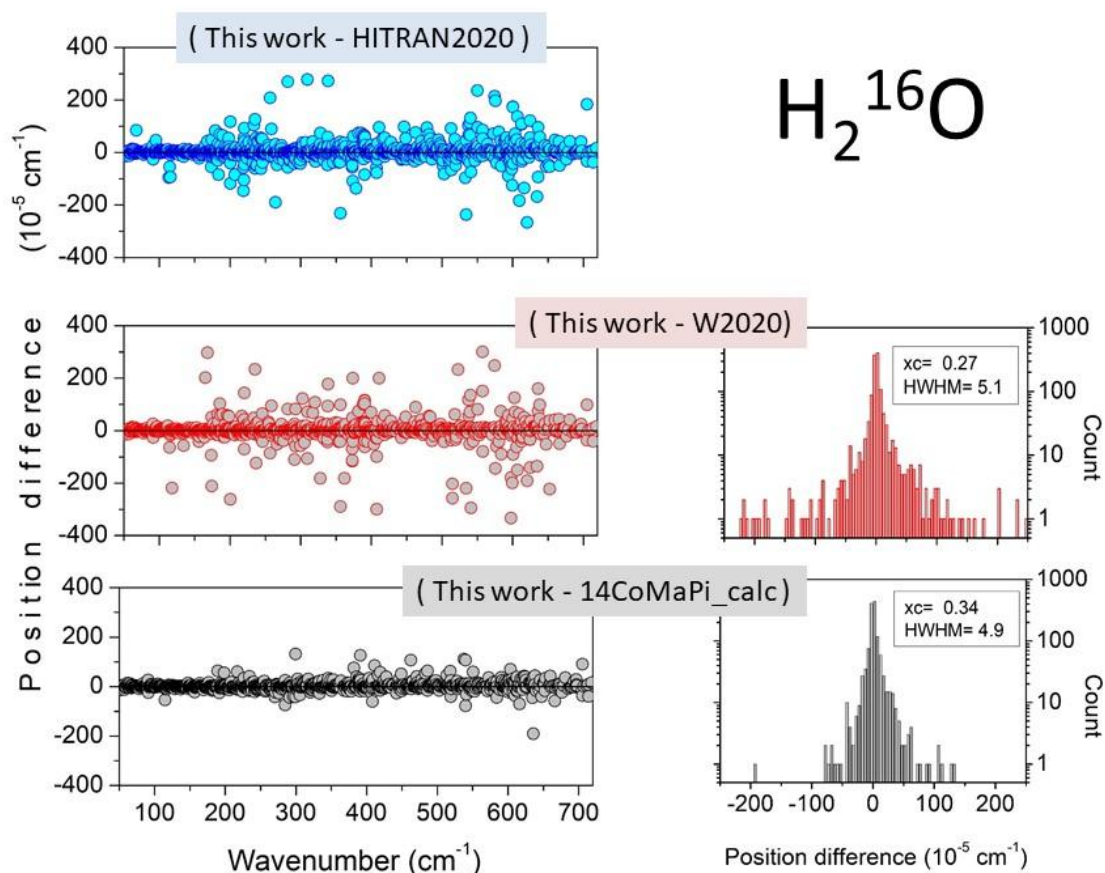 ( This work - HITRAN2020 )
H₂¹⁶O
400
200
0
-200
-400
(10⁻⁵ cm⁻¹)
Position difference
( This work - W2020)
400
200
0
-200
-400
xc= 0.27
HWHM= 5.1
1000
100
10
1
Count
( This work - 14CoMaPi_calc)
400
200
0
-200
-400
100 200 300 400 500 600 700
Wavenumber (cm⁻¹)
xc= 0.34
HWHM= 4.9
1000
100
10
1
Count
-200 -100 0 100 200
Position difference (10⁻⁵ cm⁻¹)